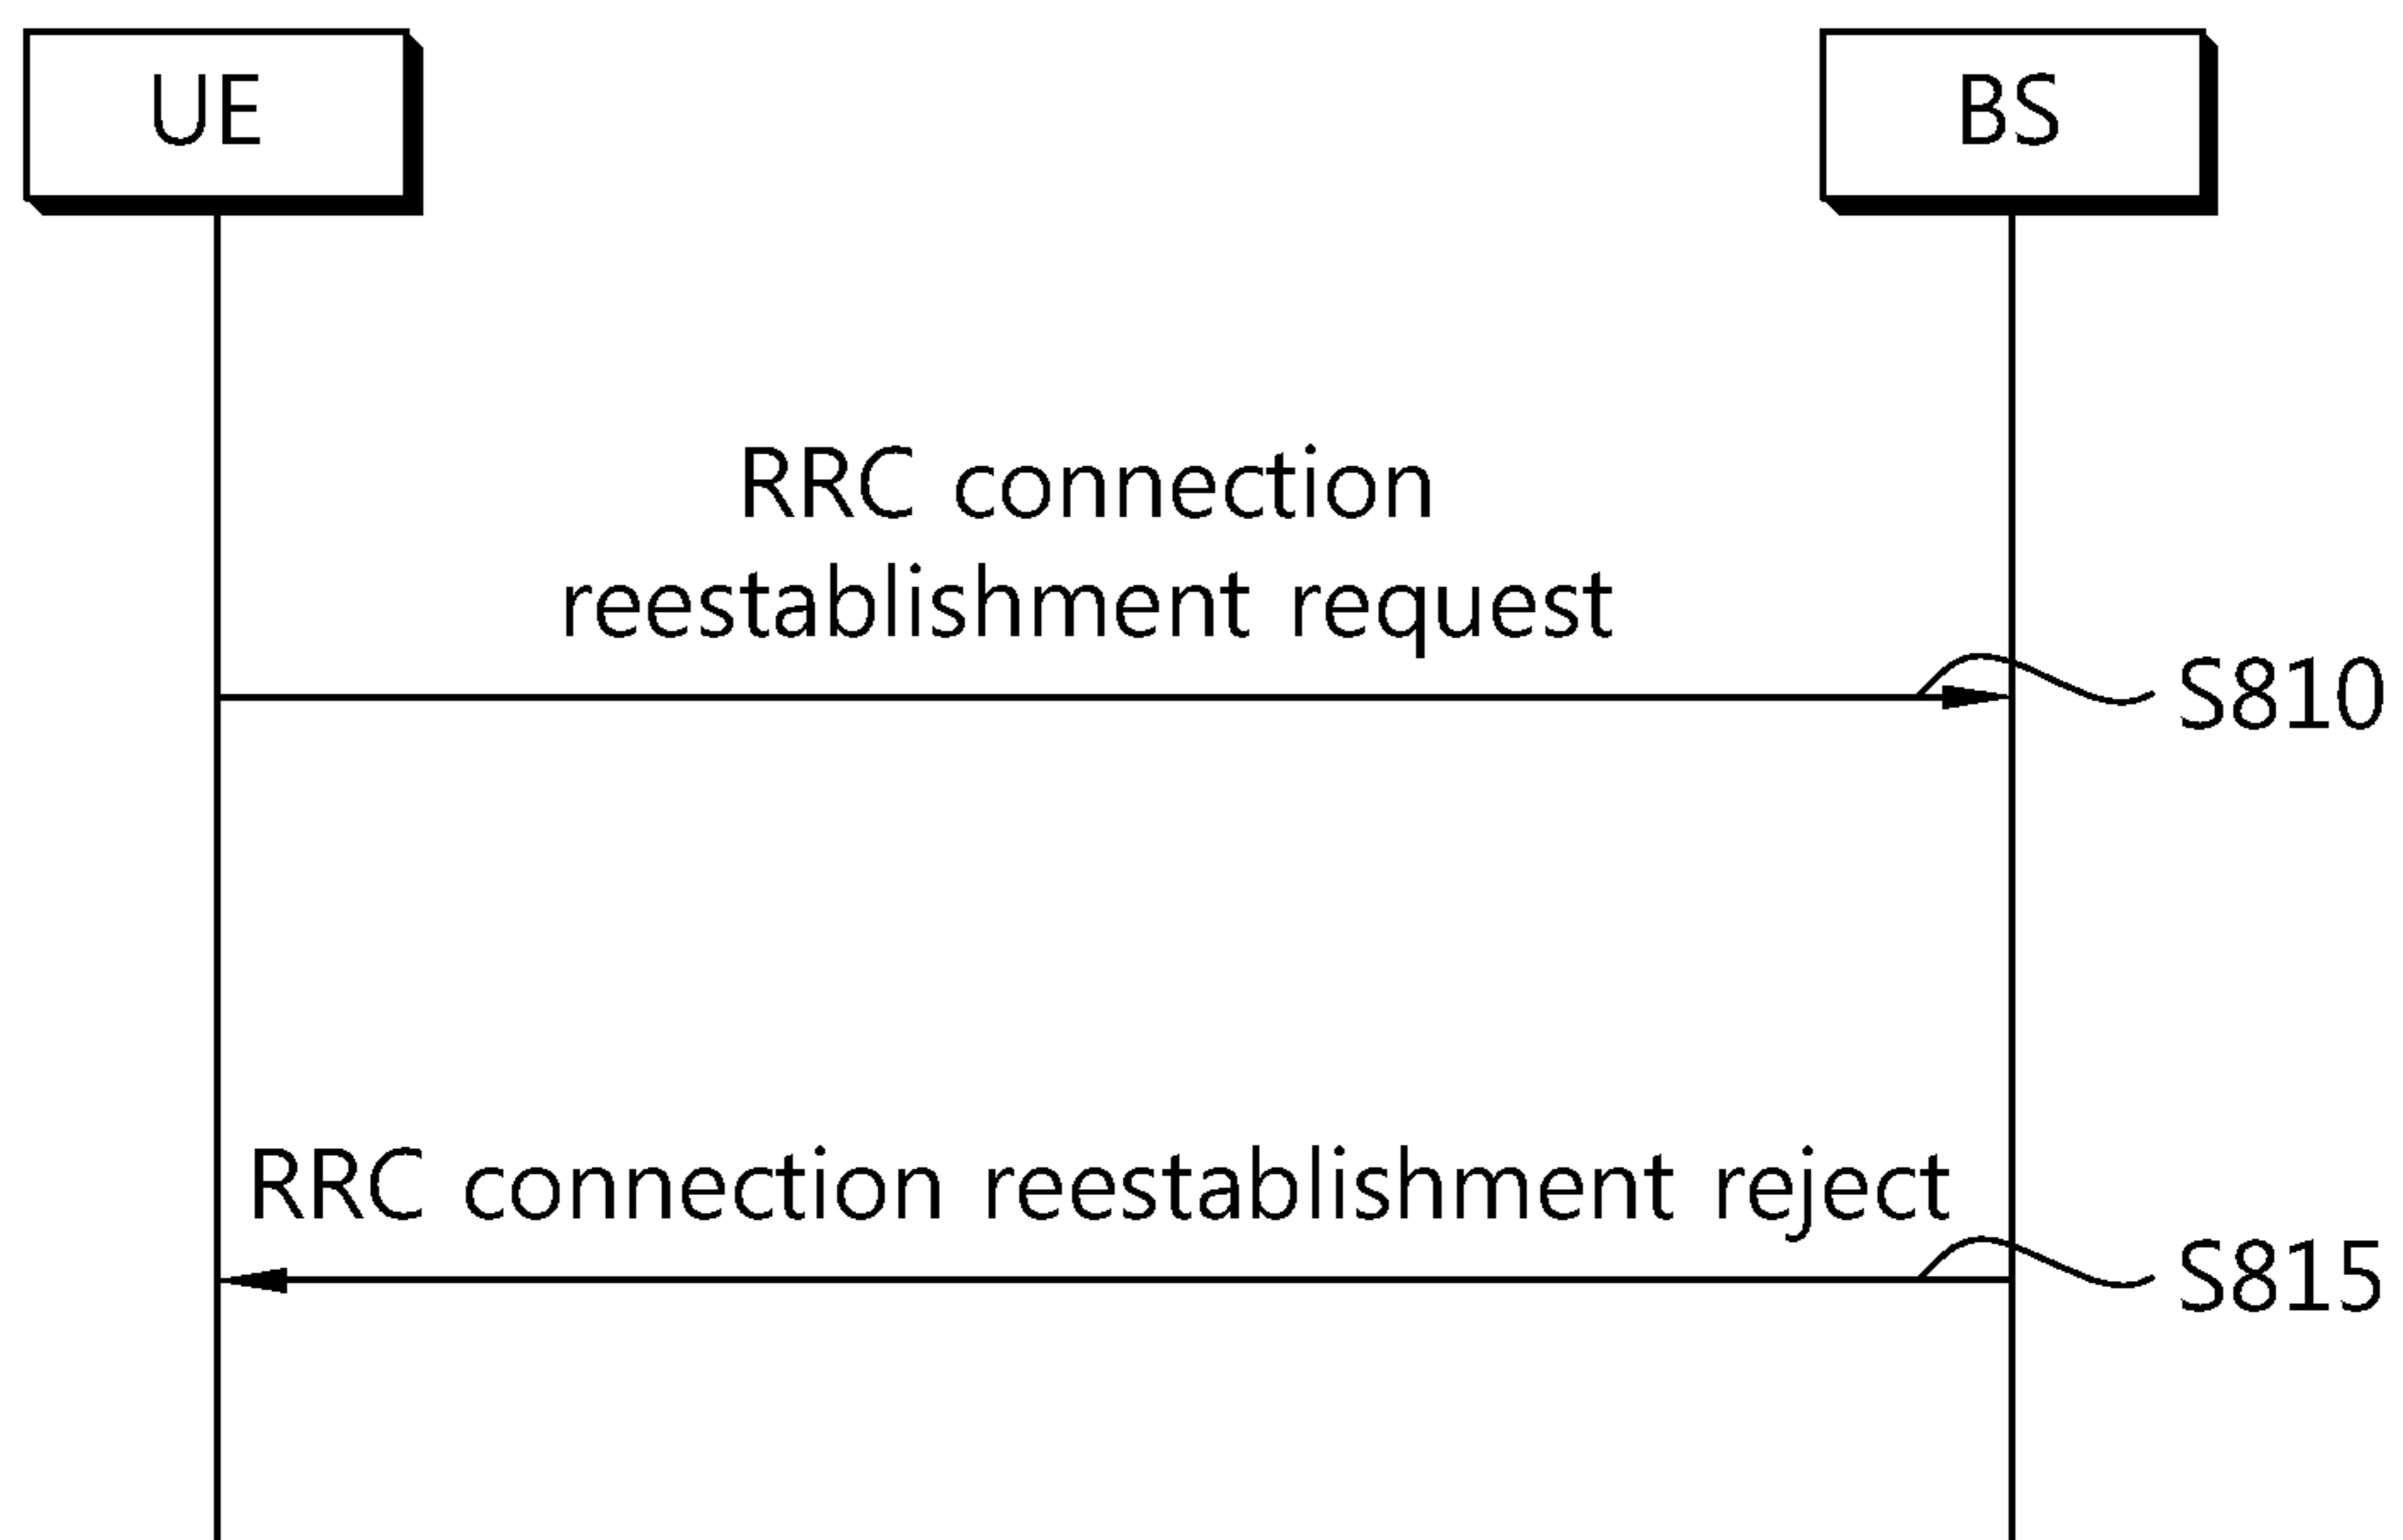 UE
BS
RRC connection
reestablishment request
S810
RRC connection reestablishment reject
S815